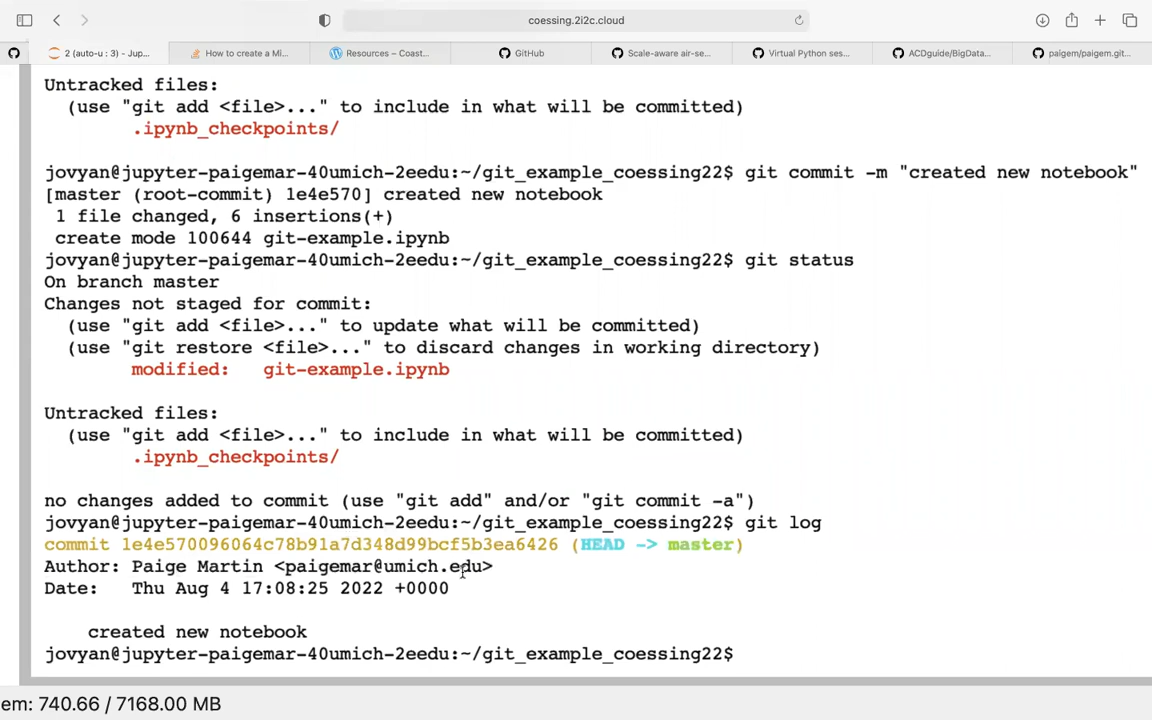 coessing.2i2c.cloud
2 (auto-u : 3) - Jup... How to create a Mi... Resources – Coast... GitHub Scale-aware air-se... Virtual Python ses... ACDguide/BigData... paigem/paigem.git...
Untracked files:
(use "git add <file>..." to include in what will be committed)
.ipynb_checkpoints/
jovyan@jupyter-paigemar-40umich-2eedu:~/git_example_coessing22$ git commit -m "created new notebook"
[master (root-commit) 1e4e570] created new notebook
1 file changed, 6 insertions(+)
create mode 100644 git-example.ipynb
jovyan@jupyter-paigemar-40umich-2eedu:~/git_example_coessing22$ git status
On branch master
Changes not staged for commit:
(use "git add <file>..." to update what will be committed)
(use "git restore <file>..." to discard changes in working directory)
modified: git-example.ipynb
Untracked files:
(use "git add <file>..." to include in what will be committed)
.ipynb_checkpoints/
no changes added to commit (use "git add" and/or "git commit -a")
jovyan@jupyter-paigemar-40umich-2eedu:~/git_example_coessing22$ git log
commit 1e4e570096064c78b91a7d348d99bcf5b3ea6426 (HEAD -> master)
Author: Paige Martin <paigemar@umich.edu>
Date: Thu Aug 4 17:08:25 2022 +0000
created new notebook
jovyan@jupyter-paigemar-40umich-2eedu:~/git_example_coessing22$
em: 740.66 / 7168.00 MB